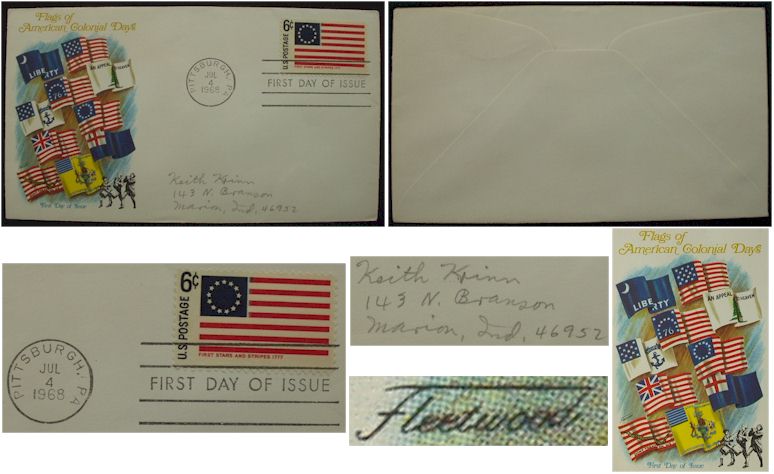 Flags of
American Colonial Days
LIBERTY
AN APPEAL
TO HEAVEN
76
First Day of Issue
PITTSBURGH, PA
JUL
4
1968
6¢
U.S. POSTAGE
FIRST STARS AND STRIPES 1777
FIRST DAY OF ISSUE
Keith Krinn
143 N. Branson
Marion, Ind, 46952
PITTSBURGH, PA
JUL
4
1968
6¢
U.S. POSTAGE
FIRST STARS AND STRIPES 1777
FIRST DAY OF ISSUE
Keith Krinn
143 N. Branson
Marion, Ind, 46952
Fleetwood
Flags of
American Colonial Days
LIBERTY
AN APPEAL
TO HEAVEN
76
First Day of Issue